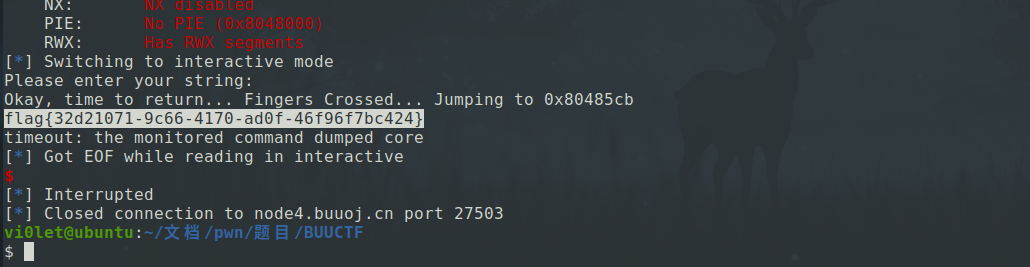 NX: NX disabled
PIE: No PIE (0x8048000)
RWX: Has RWX segments
[*] Switching to interactive mode
Please enter your string:
Okay, time to return... Fingers Crossed... Jumping to 0x80485cb
flag{32d21071-9c66-4170-ad0f-46f96f7bc424}
timeout: the monitored command dumped core
[*] Got EOF while reading in interactive
$
[*] Interrupted
[*] Closed connection to node4.buuoj.cn port 27503
vi0let@ubuntu:~/文档/pwn/题目/BUUCTF
$